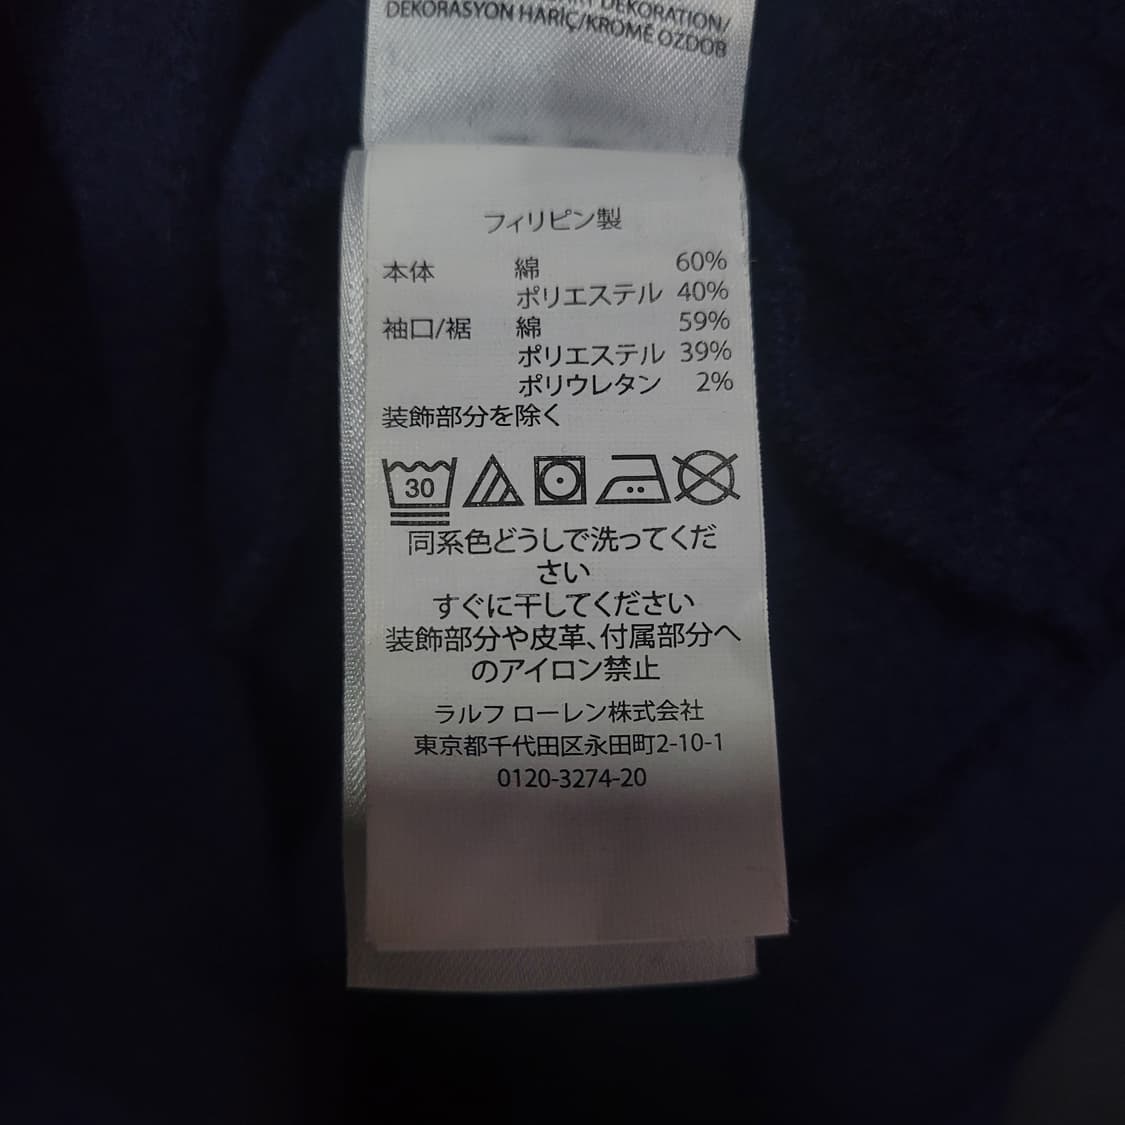 DEKORATION/
DEKORASYON HARİÇ/KROMĚ OZDOB
フィリピン製
本体 綿 60%
ポリエステル 40%
袖口/裾 綿 59%
ポリエステル 39%
ポリウレタン 2%
装飾部分を除く
30
同系色どうしで洗ってくだ
さい
すぐに干してください
装飾部分や皮革、付属部分へ
のアイロン禁止
ラルフ ローレン株式会社
東京都千代田区永田町2-10-1
0120-3274-20